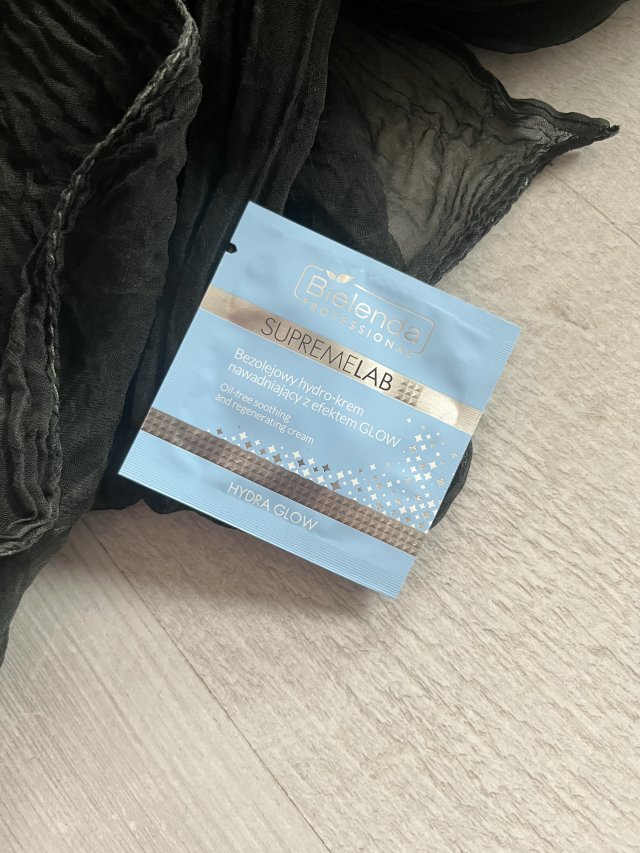 Bielenda
PROFESSIONAL
SUPREMELAB
Bezolejowy hydro-krem
nawadniający z efektem GLOW
Oil-free soothing
and regenerating cream
HYDRA GLOW